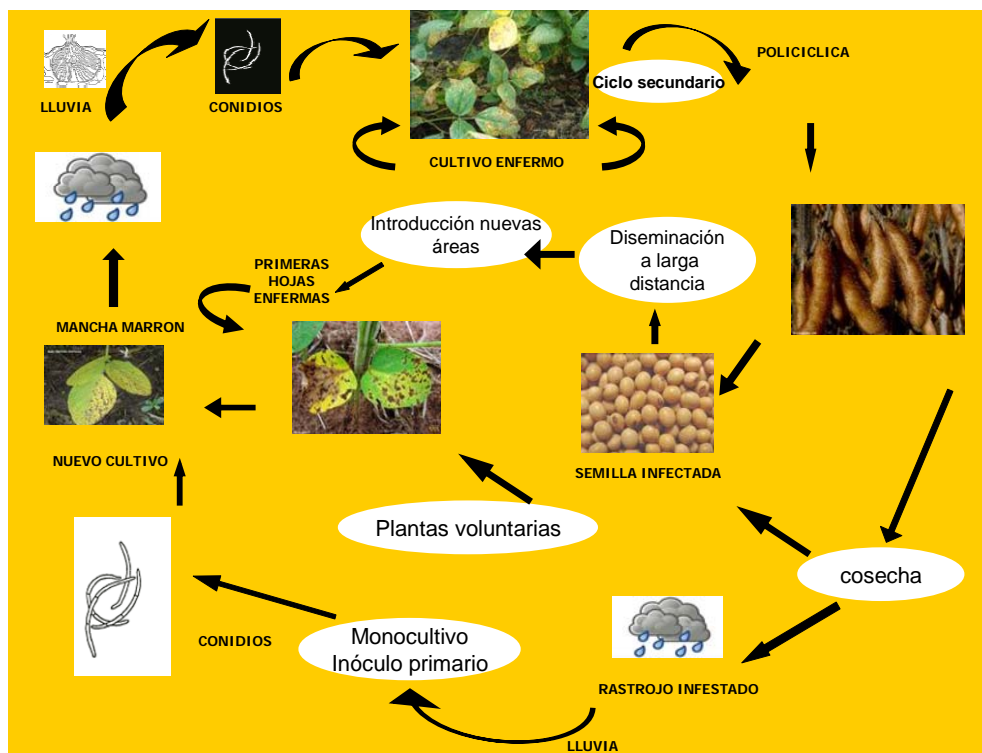 POLICICLICA
Ciclo secundario
LLUVIA
CONIDIOS
CULTIVO ENFERMO
Introducción nuevas
áreas
Diseminación
a larga
distancia
PRIMERAS
HOJAS
ENFERMAS
MANCHA MARRON
NUEVO CULTIVO
SEMILLA INFECTADA
Plantas voluntarias
cosecha
CONIDIOS
Monocultivo
Inóculo primario
RASTROJO INFESTADO
LLUVIA